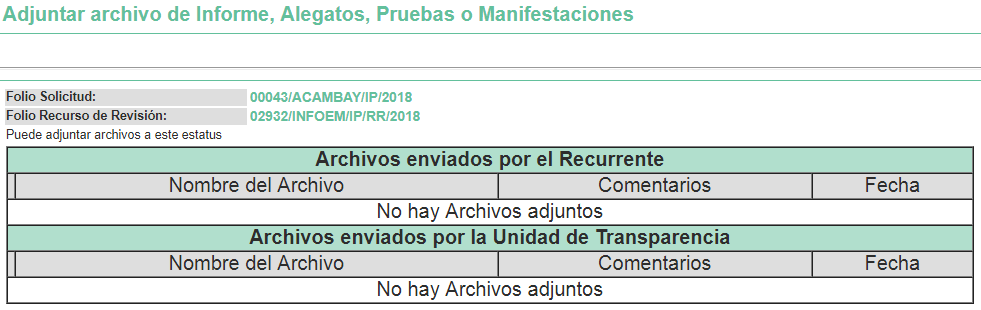 Adjuntar archivo de Informe, Alegatos, Pruebas o Manifestaciones
Folio Solicitud: 00043/ACAMBAY/IP/2018
Folio Recurso de Revisión: 02932/INFOEM/IP/RR/2018
Puede adjuntar archivos a este estatus
Archivos enviados por el Recurrente
Nombre del Archivo Comentarios Fecha
No hay Archivos adjuntos
Archivos enviados por la Unidad de Transparencia
Nombre del Archivo Comentarios Fecha
No hay Archivos adjuntos